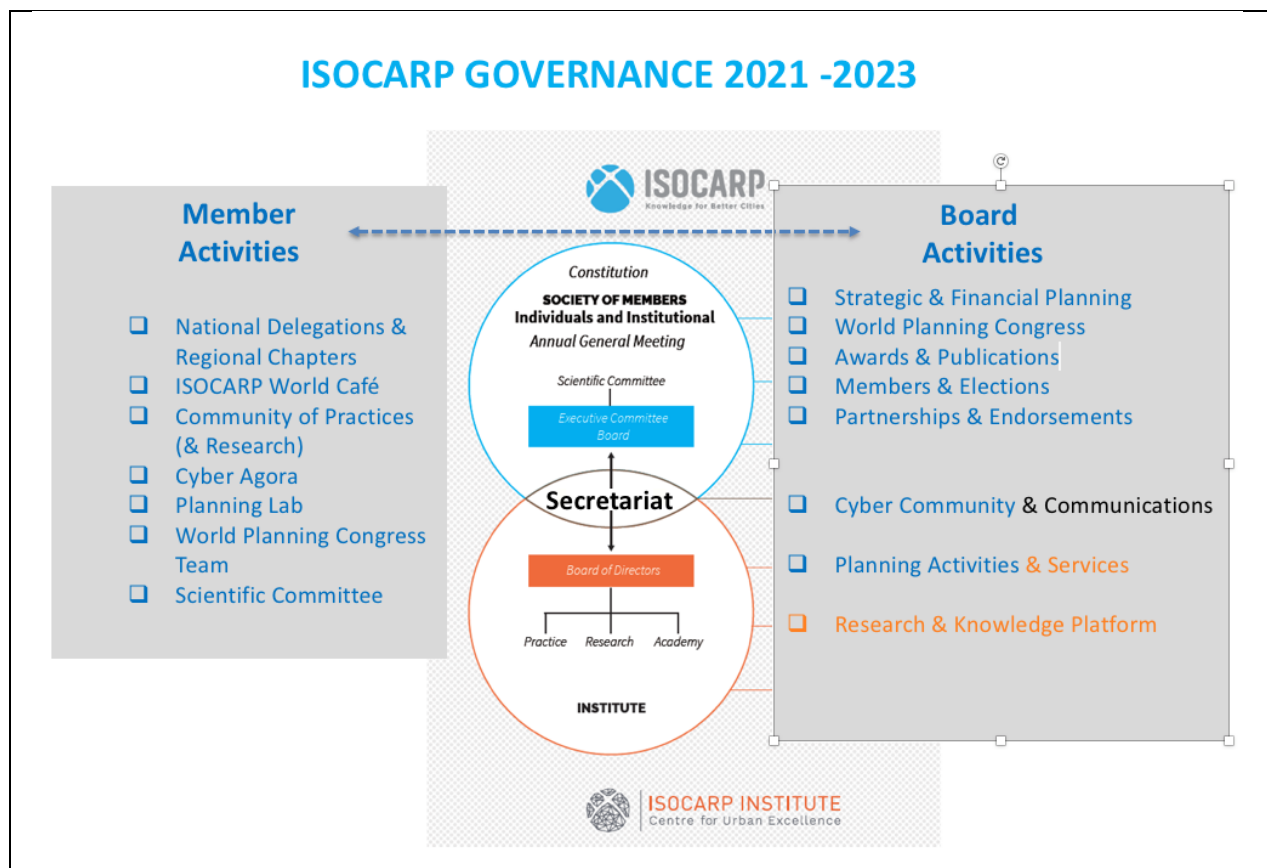 ISOCARP GOVERNANCE 2021 -2023
ISOCARP
Knowledge for Better Cities
Member
Activities
National Delegations &
Regional Chapters
ISOCARP World Café
Community of Practices
(& Research)
Cyber Agora
Planning Lab
World Planning Congress
Team
Scientific Committee
Constitution
SOCIETY OF MEMBERS
Individuals and Institutional
Annual General Meeting
Scientific Committee
Executive Committee
Board
Secretariat
Board of Directors
Practice
Research
Academy
INSTITUTE
Board
Activities
Strategic & Financial Planning
World Planning Congress
Awards & Publications
Members & Elections
Partnerships & Endorsements
Cyber Community & Communications
Planning Activities & Services
Research & Knowledge Platform
ISOCARP INSTITUTE
Centre for Urban Excellence